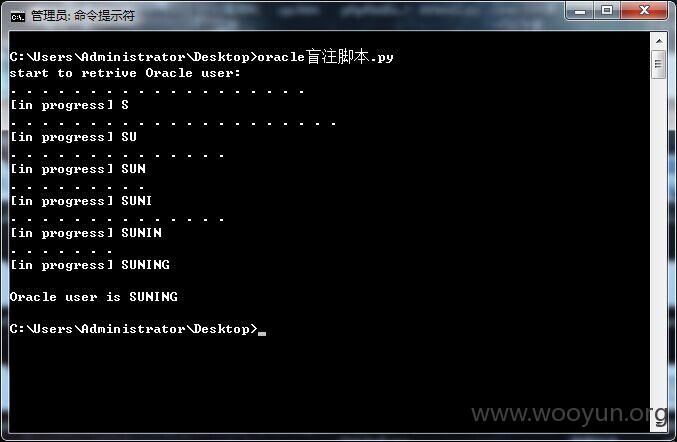 管理员: 命令提示符
C:\Users\Administrator\Desktop>oracle盲注脚本.py
start to retrive Oracle user:
. . . . . . . . . . . . . . . . . . .
[in progress] S
. . . . . . . . . . . . . . . . . . . . .
[in progress] SU
. . . . . . . . . . . . . .
[in progress] SUN
. . . . . . . . .
[in progress] SUNI
. . . . . . . . . . . . . .
[in progress] SUNIN
. . . . . . .
[in progress] SUNING
Oracle user is SUNING
C:\Users\Administrator\Desktop>_
www.wooyun.org